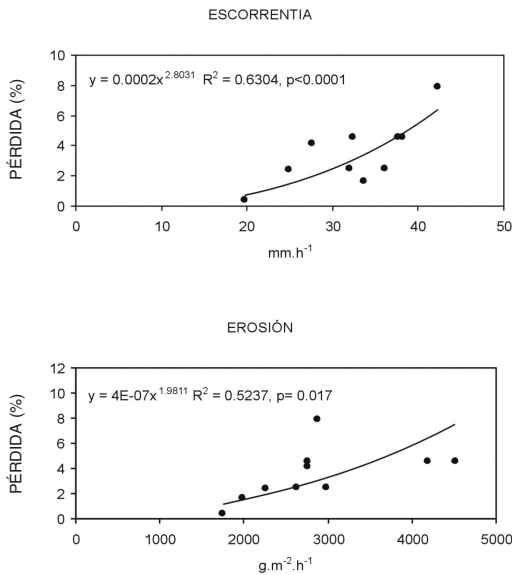 ESCORRENTIA
10
y = 0.0002x^2.8031 R^2 = 0.6304, p<0.0001
8
6
4
2
0
PÉRDIDA (%)
0 10 20 30 40 50
mm.h^-1
EROSIÓN
12
y = 4E-07x^1.9811 R^2 = 0.5237, p= 0.017
10
8
6
4
2
0
PÉRDIDA (%)
0 1000 2000 3000 4000 5000
g.m^-2.h^-1